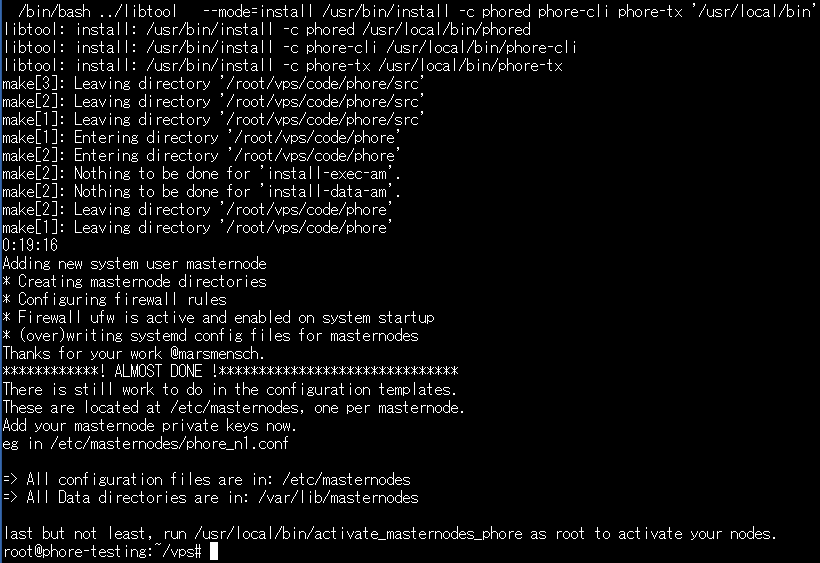 /bin/bash ../libtool   --mode=install /usr/bin/install -c phored phore-cli phore-tx '/usr/local/bin'
libtool: install: /usr/bin/install -c phored /usr/local/bin/phored
libtool: install: /usr/bin/install -c phore-cli /usr/local/bin/phore-cli
libtool: install: /usr/bin/install -c phore-tx /usr/local/bin/phore-tx
make[3]: Leaving directory '/root/vps/code/phore/src'
make[2]: Leaving directory '/root/vps/code/phore/src'
make[1]: Leaving directory '/root/vps/code/phore/src'
make[1]: Entering directory '/root/vps/code/phore'
make[2]: Entering directory '/root/vps/code/phore'
make[2]: Nothing to be done for 'install-exec-am'.
make[2]: Nothing to be done for 'install-data-am'.
make[2]: Leaving directory '/root/vps/code/phore'
make[1]: Leaving directory '/root/vps/code/phore'
0:19:16
Adding new system user masternode
* Creating masternode directories
* Configuring firewall rules
* Firewall ufw is active and enabled on system startup
* (over)writing systemd config files for masternodes
Thanks for your work @marsmensch.
************! ALMOST DONE !******************************
There is still work to do in the configuration templates.
These are located at /etc/masternodes, one per masternode.
Add your masternode private keys now.
eg in /etc/masternodes/phore_n1.conf
=> All configuration files are in: /etc/masternodes
=> All Data directories are in: /var/lib/masternodes
last but not least, run /usr/local/bin/activate_masternodes_phore as root to activate your nodes.
root@phore-testing:~/vps#